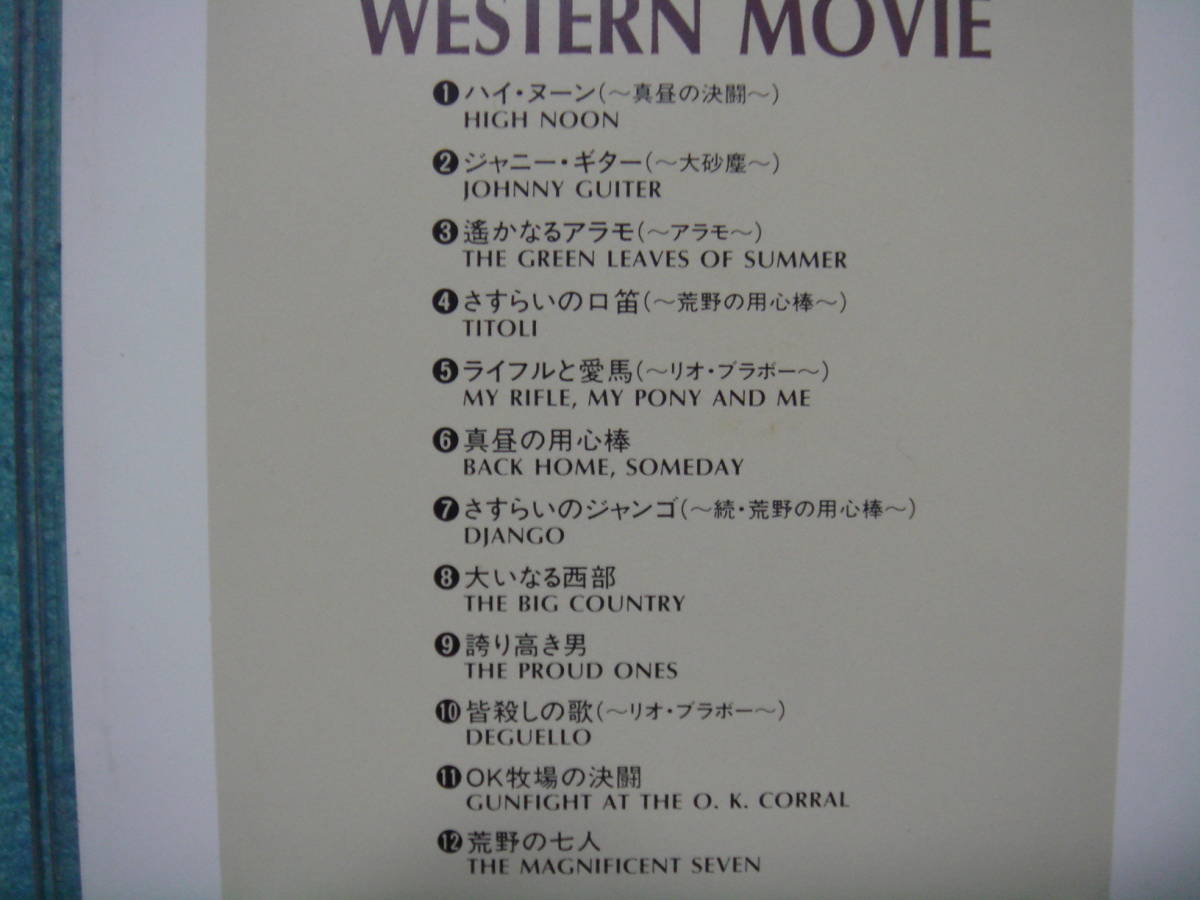 WESTERN MOVIE
❶ハイ・ヌーン(〜真昼の決闘〜)
HIGH NOON
❷ジャニー・ギター(〜大砂塵〜)
JOHNNY GUITER
❸遙かなるアラモ(〜アラモ〜)
THE GREEN LEAVES OF SUMMER
❹さすらいの口笛(〜荒野の用心棒〜)
TITOLI
❺ライフルと愛馬(〜リオ・ブラボー〜)
MY RIFLE, MY PONY AND ME
❻真昼の用心棒
BACK HOME, SOMEDAY
❼さすらいのジャンゴ(〜続・荒野の用心棒〜)
DJANGO
❽大いなる西部
THE BIG COUNTRY
❾誇り高き男
THE PROUD ONES
❿皆殺しの歌(〜リオ・ブラボー〜)
DEGUELLO
⓫OK牧場の決闘
GUNFIGHT AT THE O. K. CORRAL
⓬荒野の七人
THE MAGNIFICENT SEVEN